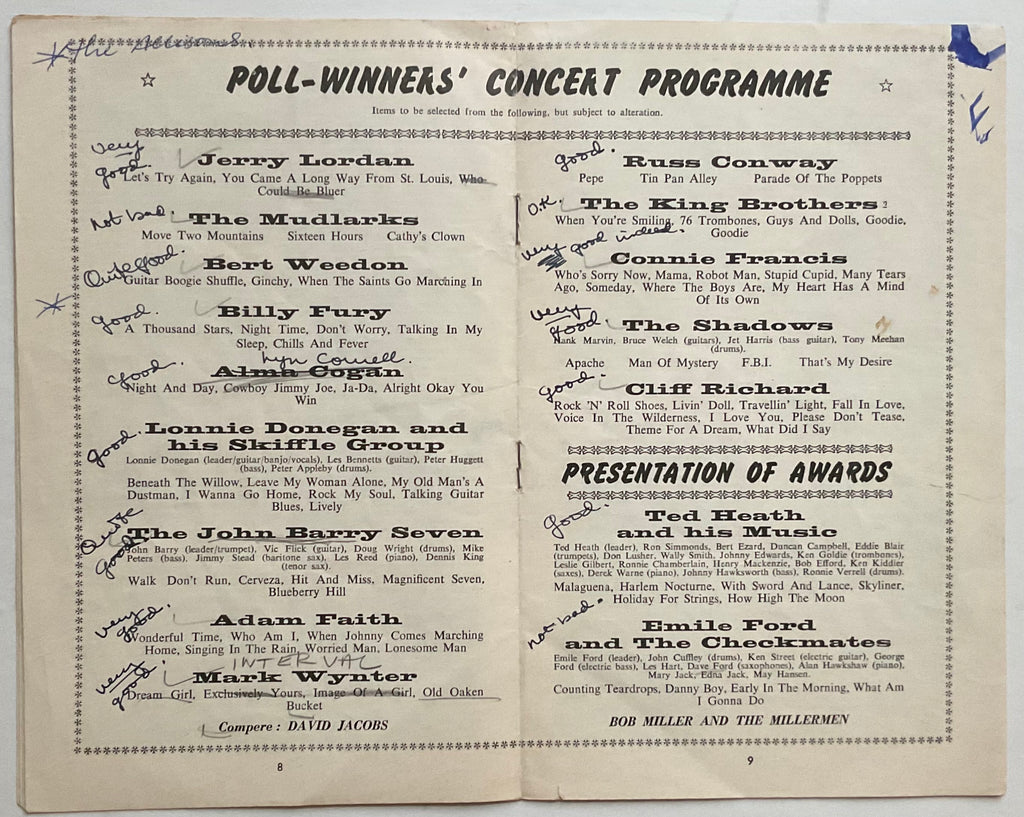 The Allisons.
POLL-WINNERS' CONCERT PROGRAMME
Items to be selected from the following, but subject to alteration.
very good.
Jerry Lordan
Let's Try Again, You Came A Long Way From St. Louis, Who
Could Be Bluer
not bad.
The Mudlarks
Move Two Mountains Sixteen Hours Cathy's Clown
Quite good.
Bert Weedon
Guitar Boogie Shuffle, Ginchy, When The Saints Go Marching In
good.
Billy Fury
A Thousand Stars, Night Time, Don't Worry, Talking In My
Sleep, Chills And Fever
Lyn Cornell.
good.
Alma Cogan
Night And Day, Cowboy Jimmy Joe, Ja-Da, Alright Okay You
Win
good.
Lonnie Donegan and
his Skiffle Group
Lonnie Donegan (leader/guitar/banjo/vocals), Les Bennetts (guitar), Peter Huggett
(bass), Peter Appleby (drums).
Beneath The Willow, Leave My Woman Alone, My Old Man's A
Dustman, I Wanna Go Home, Rock My Soul, Talking Guitar
Blues, Lively
Quite good.
The John Barry Seven
John Barry (leader/trumpet), Vic Flick (guitar), Doug Wright (drums), Mike
Peters (bass). Jimmy Stead (baritone sax). Les Reed (piano), Dennis King
(tenor sax).
Walk Don't Run, Cerveza, Hit And Miss, Magnificent Seven,
Blueberry Hill
very good.
Adam Faith
Wonderful Time, Who Am I, When Johnny Comes Marching
Home, Singing In The Rain, Worried Man, Lonesome Man
INTERVAL
very good.
Mark Wynter
Dream Girl, Exclusively Yours, Image Of A Girl, Old Oaken
Bucket
Compere: DAVID JACOBS
8
good.
Russ Conway
Pepe Tin Pan Alley Parade Of The Poppets
O.K.
The King Brothers
When You're Smiling, 76 Trombones, Guys And Dolls, Goodie,
Goodie
very good indeed.
Connie Francis
Who's Sorry Now, Mama, Robot Man, Stupid Cupid, Many Tears
Ago, Someday, Where The Boys Are, My Heart Has A Mind
Of Its Own
very good.
The Shadows
Hank Marvin, Bruce Welch (guitars), Jet Harris (bass guitar), Tony Meehan
(drums).
Apache Man Of Mystery F.B.I. That's My Desire
good.
Cliff Richard
Rock 'N' Roll Shoes, Livin' Doll, Travellin' Light, Fall In Love,
Voice In The Wilderness, I Love You, Please Don't Tease,
Theme For A Dream, What Did I Say
PRESENTATION OF AWARDS
good.
Ted Heath
and his Music
Ted Heath (leader), Ron Simmonds, Bert Ezard, Duncan Campbell, Eddie Blair
(trumpets), Don Lusher, Wally Smith, Johnny Edwards, Ken Goldie (trombones),
Leslie Gilbert, Ronnie Chamberlain, Henry Mackenzie, Bob Efford, Ken Kiddier
(saxes), Derek Warne (piano), Johnny Hawksworth (bass), Ronnie Verrell (drums).
Malaguena, Harlem Nocturne, With Sword And Lance, Skyliner,
Holiday For Strings, How High The Moon
not bad.
Emile Ford
and The Checkmates
Emile Ford (leader), John Cuffley (drums), Ken Street (electric guitar), George
Ford (electric bass), Les Hart, Dave Ford (saxophones), Alan Hawkshaw (piano),
Mary Jack, Edna Jack, May Hansen.
Counting Teardrops, Danny Boy, Early In The Morning, What Am
I Gonna Do
BOB MILLER AND THE MILLERMEN
9